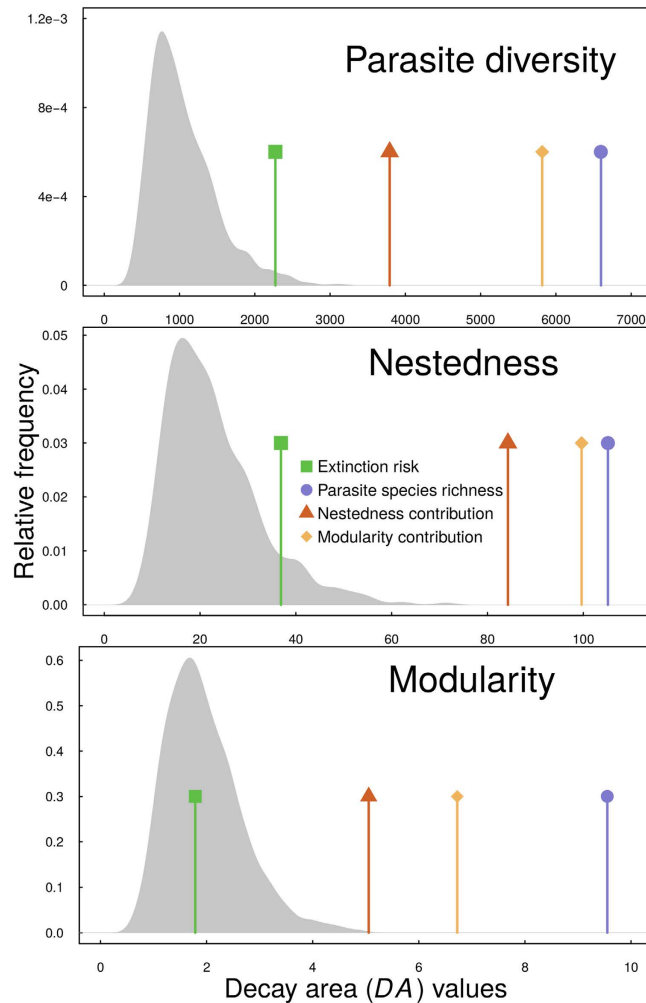 1.2e−3
Parasite diversity
8e−4
4e−4
0
0 1000 2000 3000 4000 5000 6000 7000
0.05
Nestedness
0.04
0.03
Extinction risk
Parasite species richness
0.02
Nestedness contribution
Modularity contribution
0.01
0.00
Relative frequency
0 20 40 60 80 100
0.6
Modularity
0.5
0.4
0.3
0.2
0.1
0.0
0 2 4 6 8 10
Decay area (DA) values